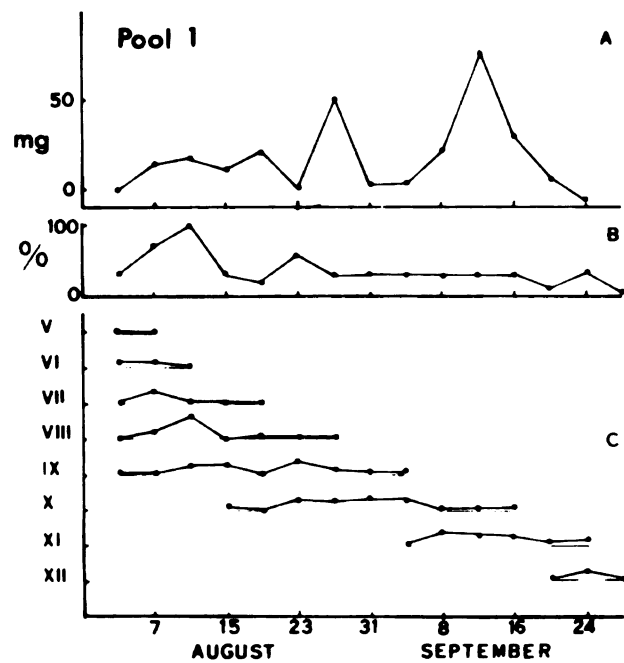 Pool 1
A
50
mg
0
100
B
%
0
V
VI
VII
VIII
C
IX
X
XI
XII
7 15 23 31 8 16 24
AUGUST SEPTEMBER